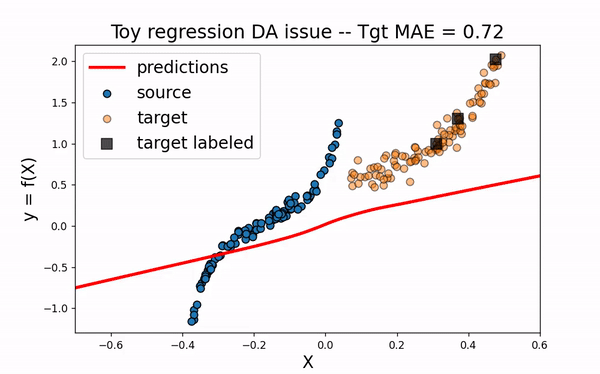 Toy regression DA issue -- Tgt MAE = 0.72
predictions
source
target
target labeled
y = f(X)
2.0
1.5
1.0
0.5
0.0
−0.5
−1.0
−0.6
−0.4
−0.2
0.0
0.2
0.4
0.6
X